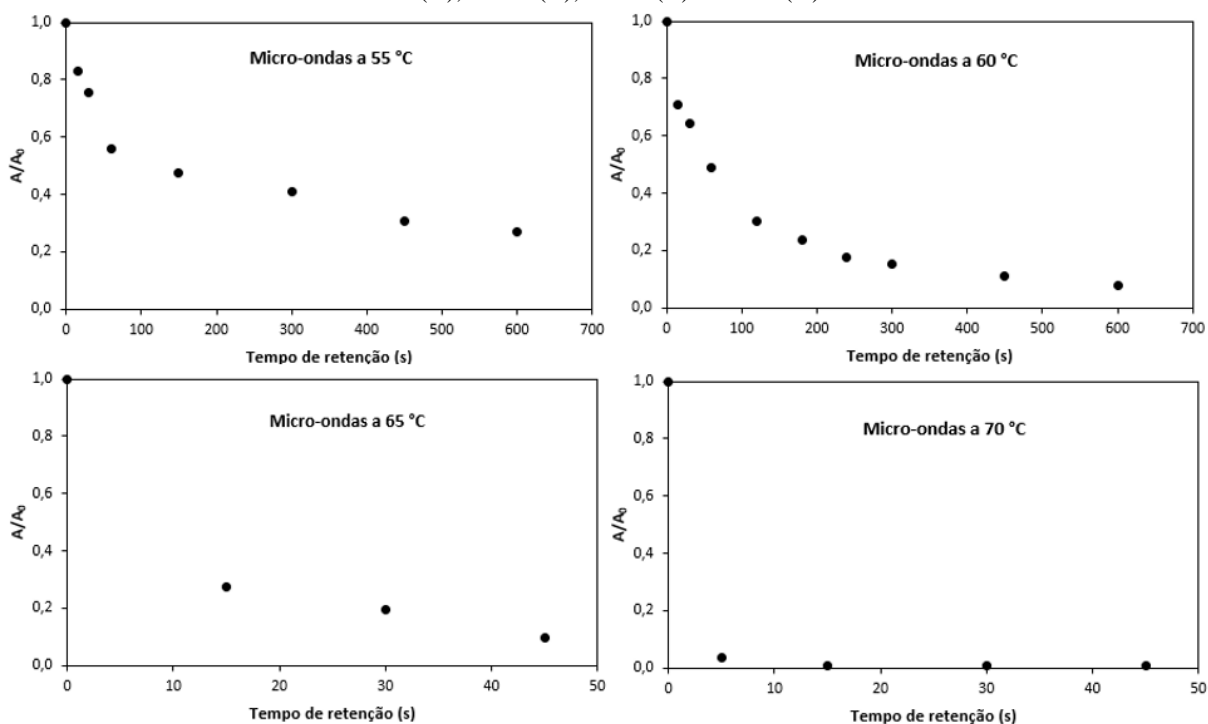 Micro-ondas a 55 °C
A/A₀
1,0
0,8
0,6
0,4
0,2
0,0
0 100 200 300 400 500 600 700
Tempo de retenção (s)
Micro-ondas a 60 °C
A/A₀
1,0
0,8
0,6
0,4
0,2
0,0
0 100 200 300 400 500 600 700
Tempo de retenção (s)
Micro-ondas a 65 °C
A/A₀
1,0
0,8
0,6
0,4
0,2
0,0
0 10 20 30 40 50
Tempo de retenção (s)
Micro-ondas a 70 °C
A/A₀
1,0
0,8
0,6
0,4
0,2
0,0
0 10 20 30 40 50
Tempo de retenção (s)